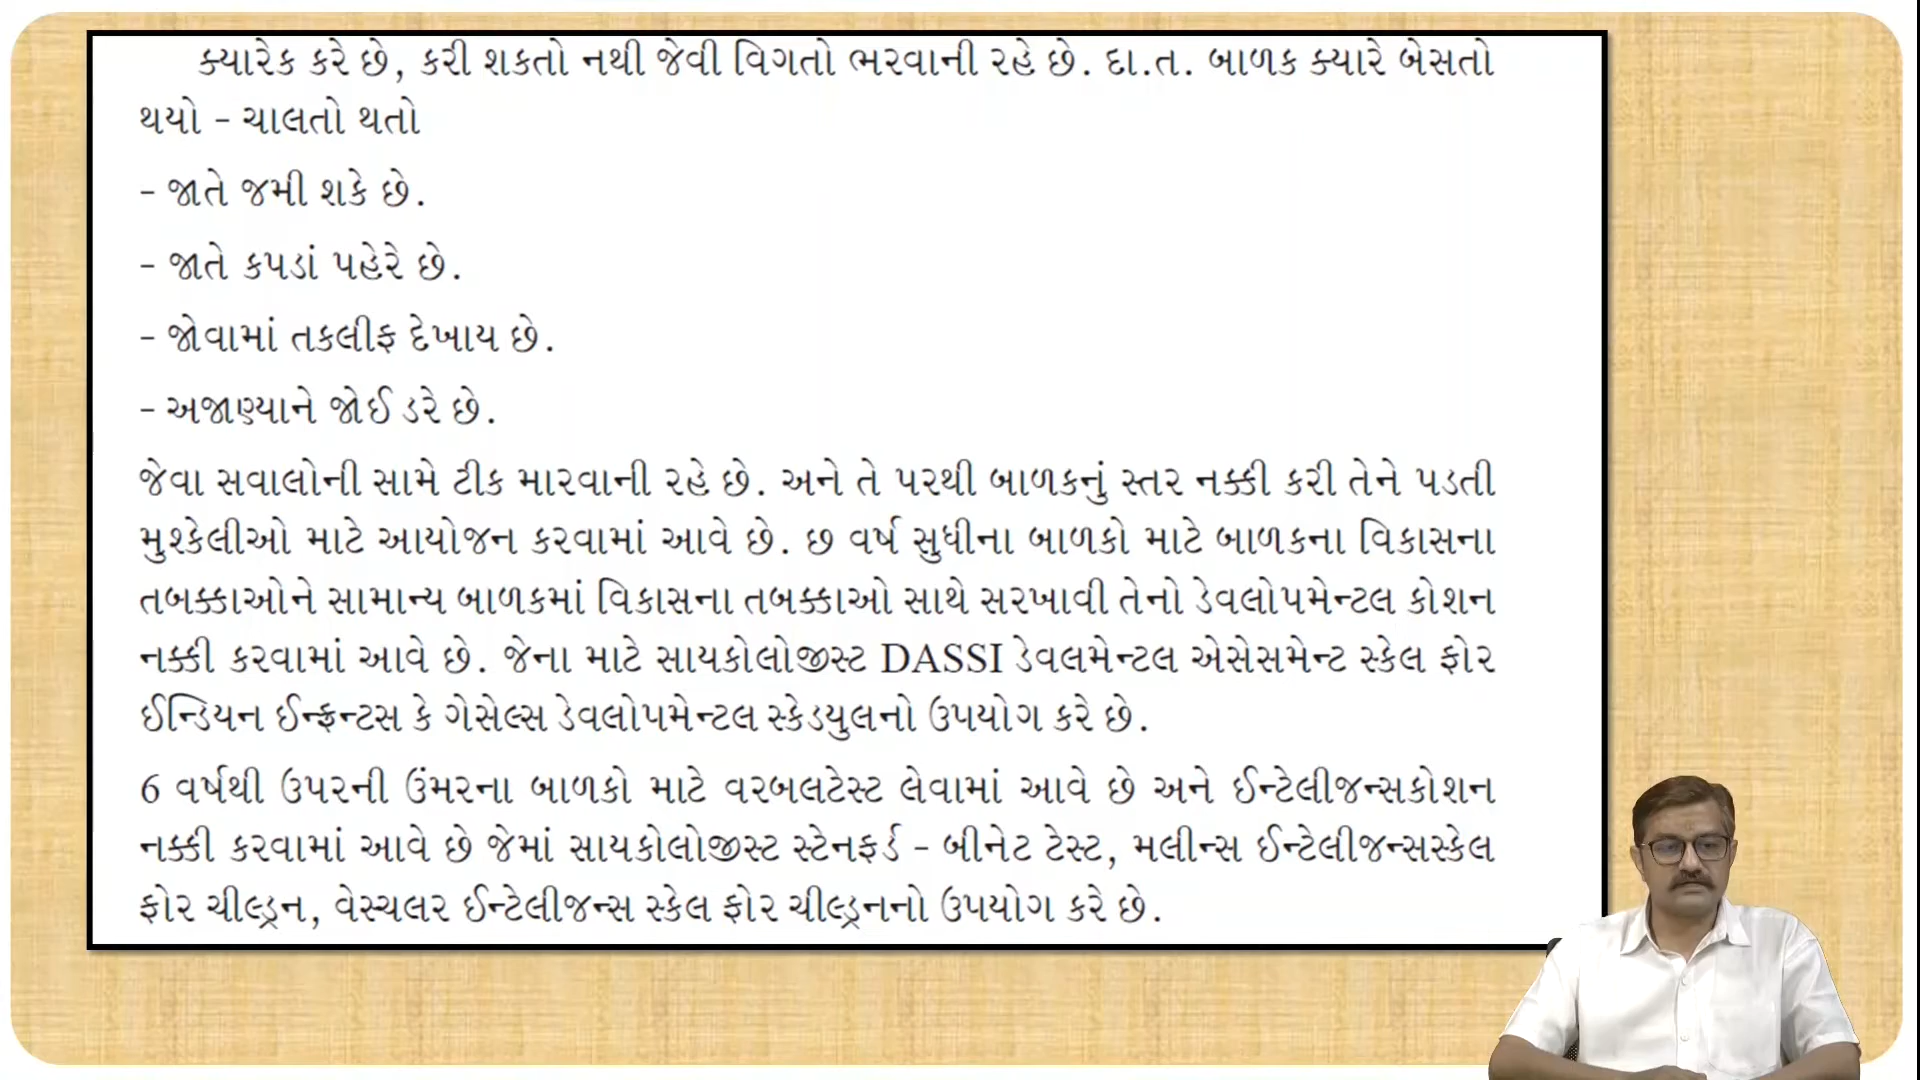 ક્યારેક કરે છે, કરી શકતો નથી જેવી વિગતો ભરવાની રહે છે. દા.ત. બાળક ક્યારે બેસતો
થયો - ચાલતો થતો
- જાતે જમી શકે છે.
- જાતે કપડાં પહેરે છે.
- જોવામાં તકલીફ દેખાય છે.
- અજાણ્યાને જોઈ ડરે છે.
જેવા સવાલોની સામે ટીક મારવાની રહે છે. અને તે પરથી બાળકનું સ્તર નક્કી કરી તેને પડતી
મુશ્કેલીઓ માટે આયોજન કરવામાં આવે છે. છ વર્ષ સુધીના બાળકો માટે બાળકના વિકાસના
તબક્કાઓને સામાન્ય બાળકમાં વિકાસના તબક્કાઓ સાથે સરખાવી તેનો ડેવલોપમેન્ટલ કોશન
નક્કી કરવામાં આવે છે. જેના માટે સાયકોલોજીસ્ટ DASSI ડેવલમેન્ટલ એસેસમેન્ટ સ્કેલ ફોર
ઈન્ડિયન ઈન્ફ્રન્ટસ કે ગેસેલ્સ ડેવલોપમેન્ટલ સ્કેડયુલનો ઉપયોગ કરે છે.
6 વર્ષથી ઉપરની ઉંમરના બાળકો માટે વરબલટેસ્ટ લેવામાં આવે છે અને ઈન્ટેલીજન્સકોશન
નક્કી કરવામાં આવે છે જેમાં સાયકોલોજીસ્ટ સ્ટેનફર્ડ - બીનેટ ટેસ્ટ, મલીન્સ ઈન્ટેલીજન્સસ્કેલ
ફોર ચીલ્ડ્રન, વેસ્ચલર ઈન્ટેલીજન્સ સ્કેલ ફોર ચીલ્ડ્રનનો ઉપયોગ કરે છે.